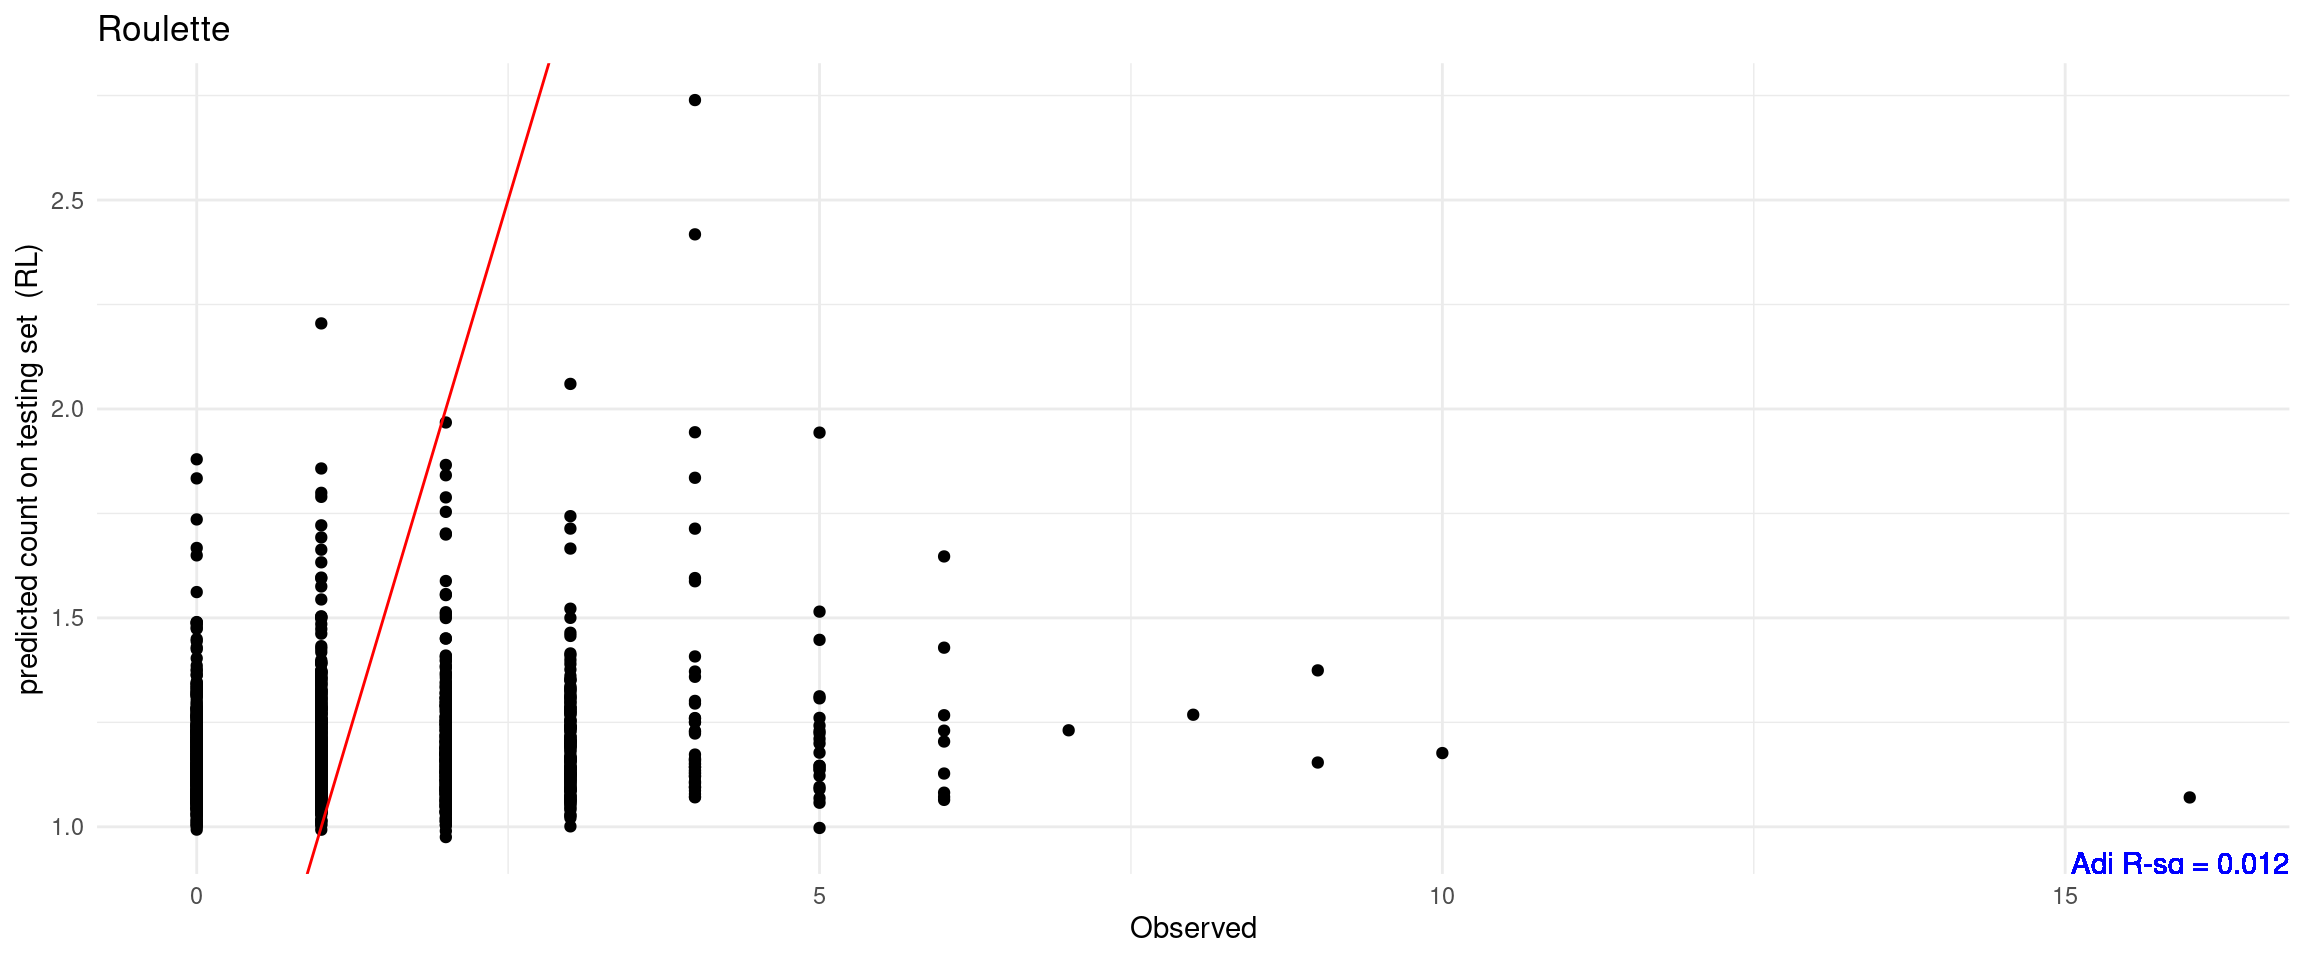 Roulette
predicted count on testing set  (RL)
2.5
2.0
1.5
1.0
0
5
10
15
Adj R-sq = 0.012
Observed